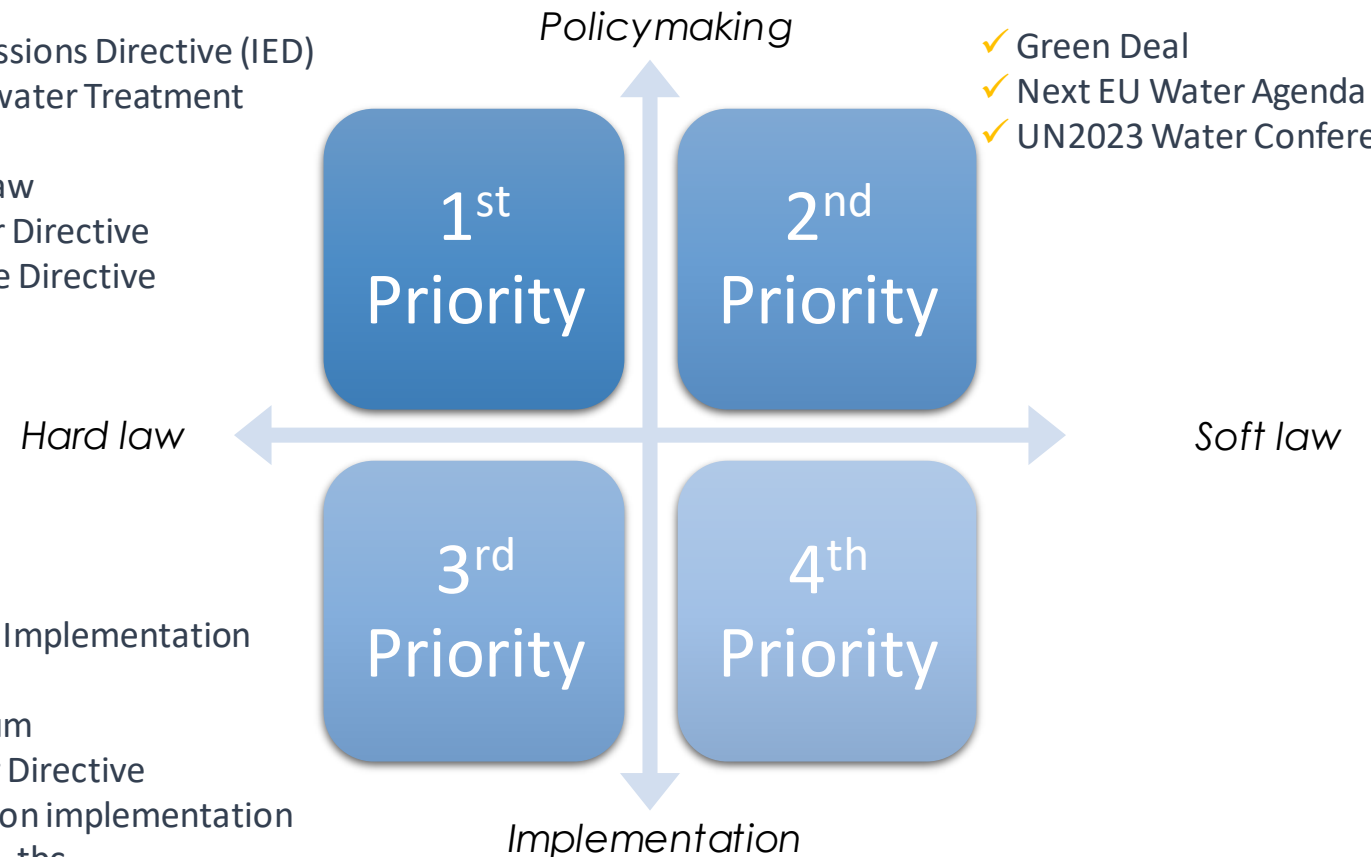 Policymaking
ssions Directive (IED)
water Treatment
aw
r Directive
e Directive
✓ Green Deal
✓ Next EU Water Agenda
✓ UN2023 Water Confere
1st
Priority
2nd
Priority
Hard law
Soft law
3rd
Priority
4th
Priority
Implementation
um
Directive
on implementation
tbc
Implementation